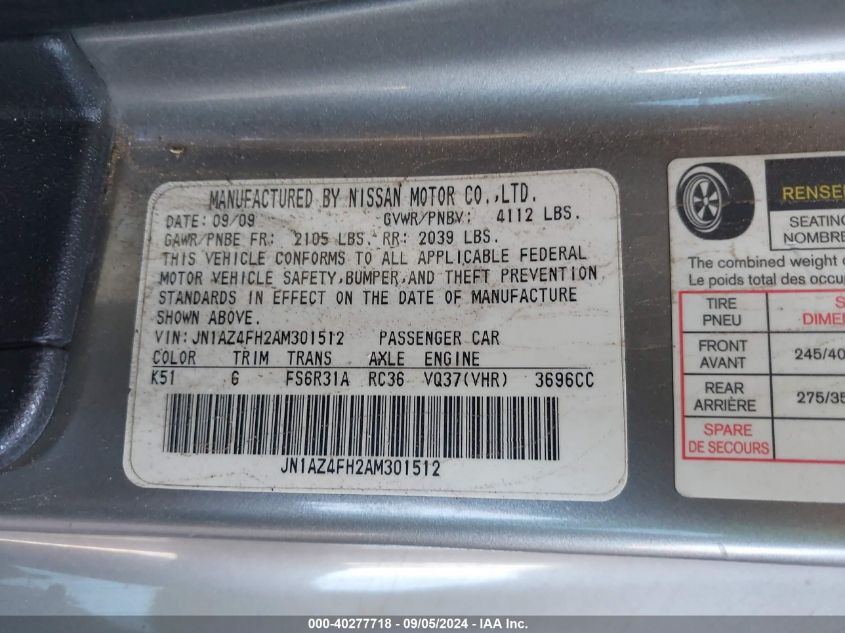 MANUFACTURED BY NISSAN MOTOR CO.,LTD.
DATE: 09/09 GVWR/PNBV: 4112 LBS.
GAWR/PNBE FR: 2105 LBS. RR: 2039 LBS.
THIS VEHICLE CONFORMS TO ALL APPLICABLE FEDERAL
MOTOR VEHICLE SAFETY,BUMPER,AND THEFT PREVENTION
STANDARDS IN EFFECT ON THE DATE OF MANUFACTURE
SHOWN ABOVE.
VIN:JN1AZ4FH2AM301512 PASSENGER CAR
COLOR TRIM TRANS AXLE ENGINE
K51 G FS6R31A RC36 VQ37(VHR) 3696CC
JN1AZ4FH2AM301512
RENSE
SEATING
NOMBRE
The combined weight o
Le poids total des occu
TIRE
PNEU
S
DIMEN
FRONT
AVANT
245/40
REAR
ARRIÈRE
275/35
SPARE
DE SECOURS
000-40277718 - 09/05/2024 - IAA Inc.